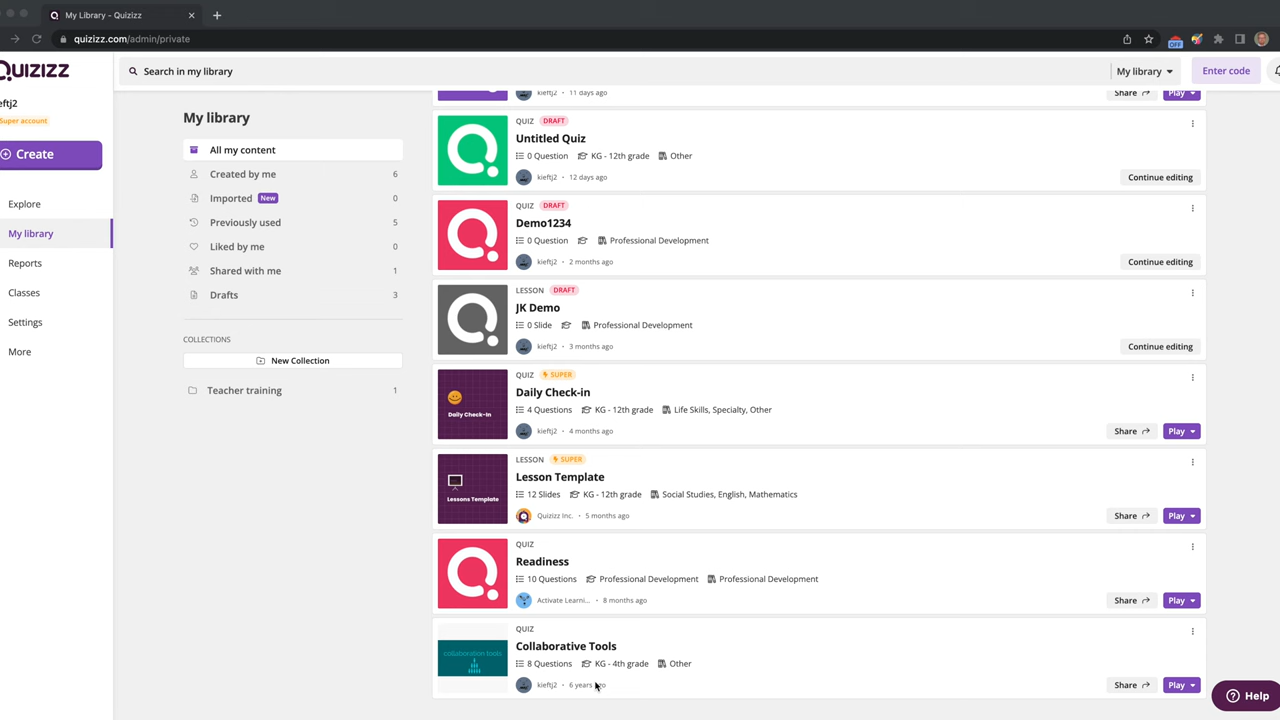 My Library - Quizizz
quizizz.com/admin/private
OFF
QUIZIZZ
Search in my library
My library
Enter code
eftj2
Super account
Create
Explore
My library
Reports
Classes
Settings
More
My library
All my content
Created by me 6
Imported New 0
Previously used 5
Liked by me 0
Shared with me 1
Drafts 3
COLLECTIONS
New Collection
Teacher training 1
kieftj2 • 11 days ago
Share Play
QUIZ DRAFT
Untitled Quiz
0 Question KG - 12th grade Other
kieftj2 • 12 days ago
Continue editing
QUIZ DRAFT
Demo1234
0 Question Professional Development
kieftj2 • 2 months ago
Continue editing
LESSON DRAFT
JK Demo
0 Slide Professional Development
kieftj2 • 3 months ago
Continue editing
QUIZ SUPER
Daily Check-in
Daily Check-In
4 Questions KG - 12th grade Life Skills, Specialty, Other
kieftj2 • 4 months ago
Share Play
LESSON SUPER
Lesson Template
Lessons Template
12 Slides KG - 12th grade Social Studies, English, Mathematics
Quizizz Inc. • 5 months ago
Share Play
QUIZ
Readiness
10 Questions Professional Development Professional Development
Activate Learni... • 8 months ago
Share Play
QUIZ
Collaborative Tools
collaboration tools
8 Questions KG - 4th grade Other
kieftj2 • 6 years ago
Share Play
Help